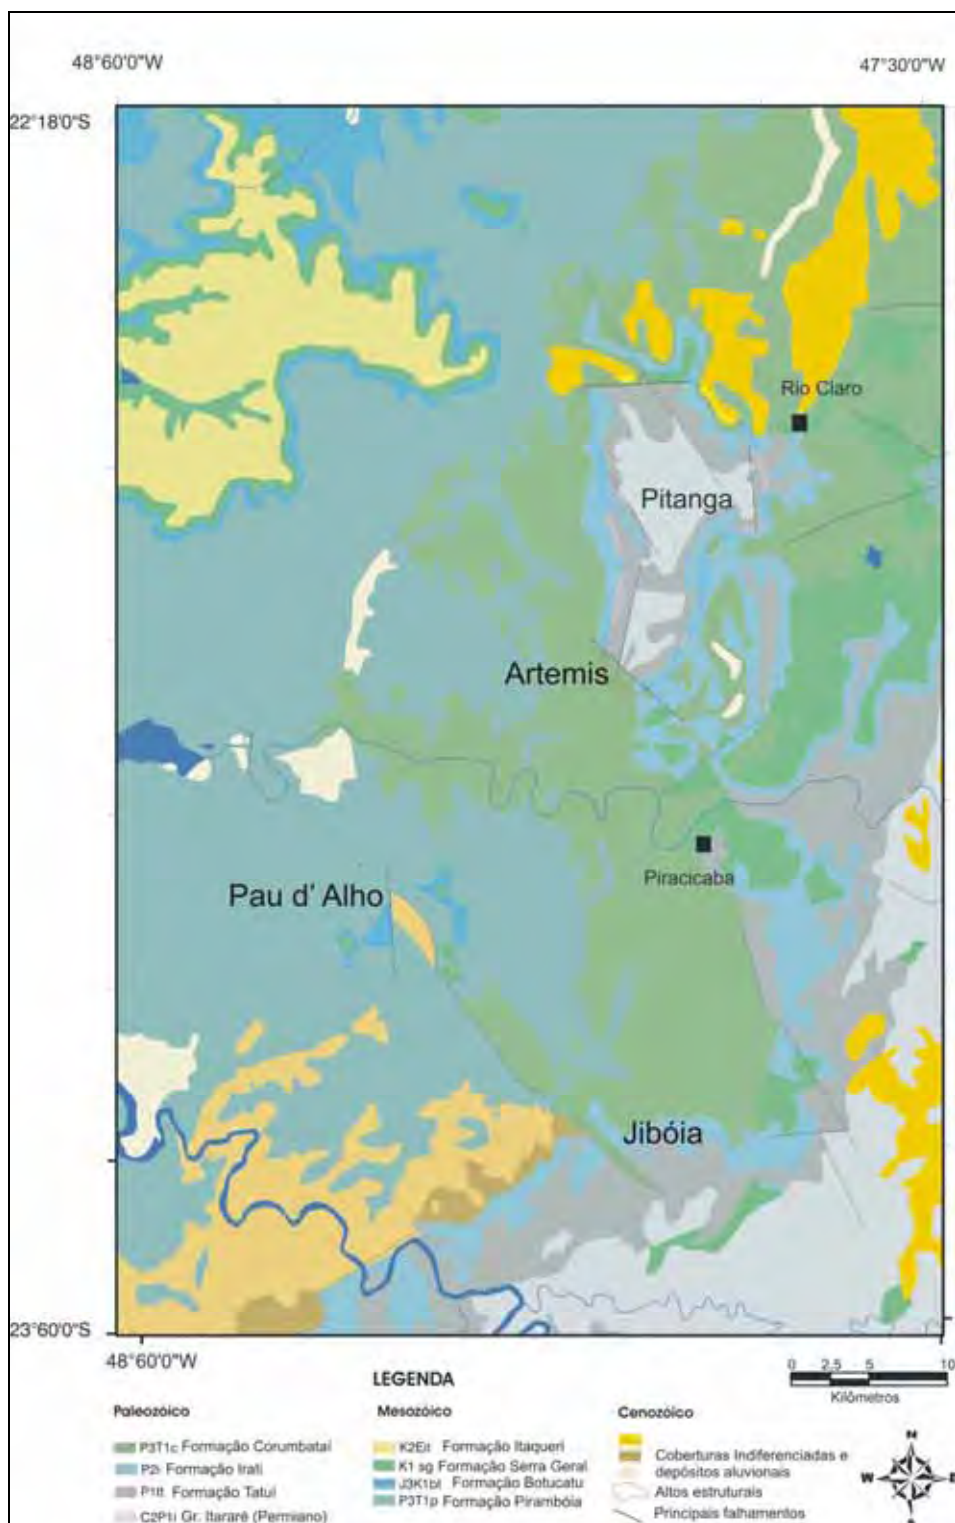 48°60'0"W
47°30'0"W
22°18'0"S
Rio Claro
Pitanga
Artemis
Piracicaba
Pau d' Alho
Jibóia
23°60'0"S
48°60'0"W
LEGENDA
0 2,5 5 10
Kilômetros
Paleozóico
P3T1c Formação Corumbataí
P2i Formação Irati
P1tt Formação Tatuí
C2P1i Gr. Itararé (Permiano)
Mesozóico
K2Eit Formação Itaqueri
K1 sg Formação Serra Geral
J3K1bt Formação Botucatu
P3T1p Formação Pirambóia
Cenozóico
Coberturas Indiferenciadas e
depósitos aluvionais
Altos estruturais
Principais falhamentos
N
W E
S